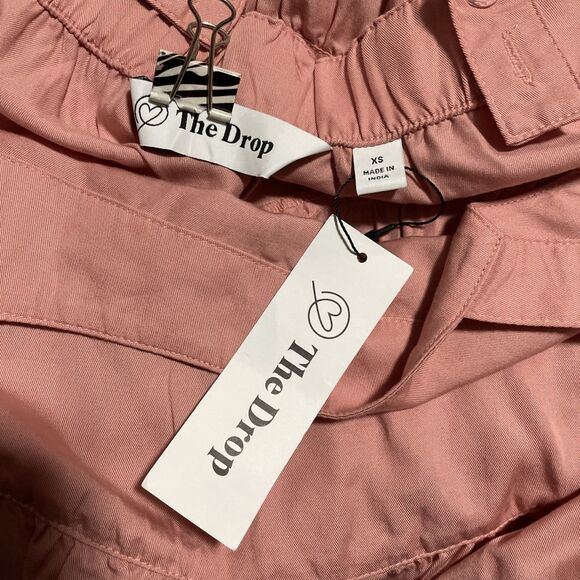 The Drop
XS
MADE IN
INDIA
The Drop